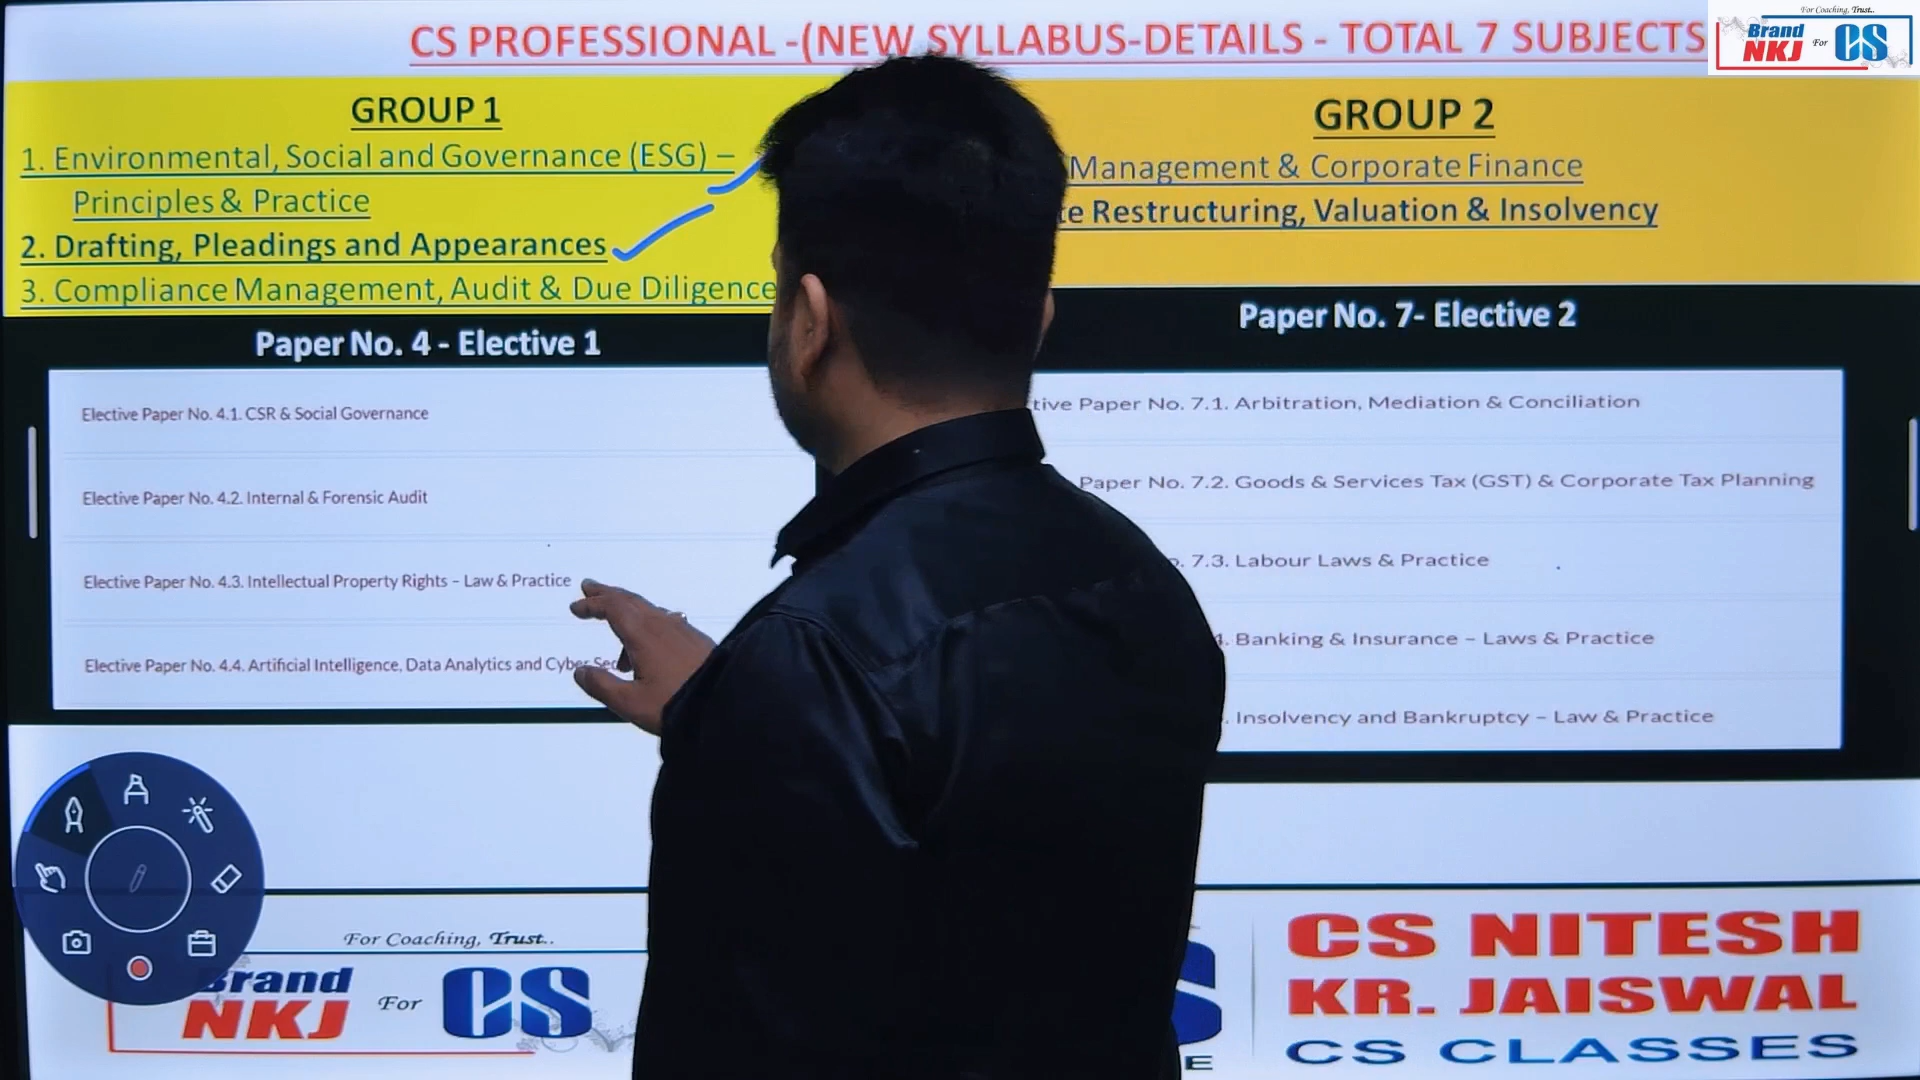 CS PROFESSIONAL -(NEW SYLLABUS-DETAILS - TOTAL 7 SUBJECTS
For Coaching, Trust..
Brand
NKJ For CS
GROUP 1
1. Environmental, Social and Governance (ESG) –
Principles & Practice
2. Drafting, Pleadings and Appearances
3. Compliance Management, Audit & Due Diligence
GROUP 2
Management & Corporate Finance
Restructuring, Valuation & Insolvency
Paper No. 4 - Elective 1
Elective Paper No. 4.1. CSR & Social Governance
Elective Paper No. 4.2. Internal & Forensic Audit
Elective Paper No. 4.3. Intellectual Property Rights – Law & Practice
Elective Paper No. 4.4. Artificial Intelligence, Data Analytics and Cyber
Paper No. 7- Elective 2
Paper No. 7.1. Arbitration, Mediation & Conciliation
Paper No. 7.2. Goods & Services Tax (GST) & Corporate Tax Planning
7.3. Labour Laws & Practice
Banking & Insurance – Laws & Practice
Insolvency and Bankruptcy – Law & Practice
For Coaching, Trust..
Brand
NKJ For CS
CS NITESH
KR. JAISWAL
CS CLASSES